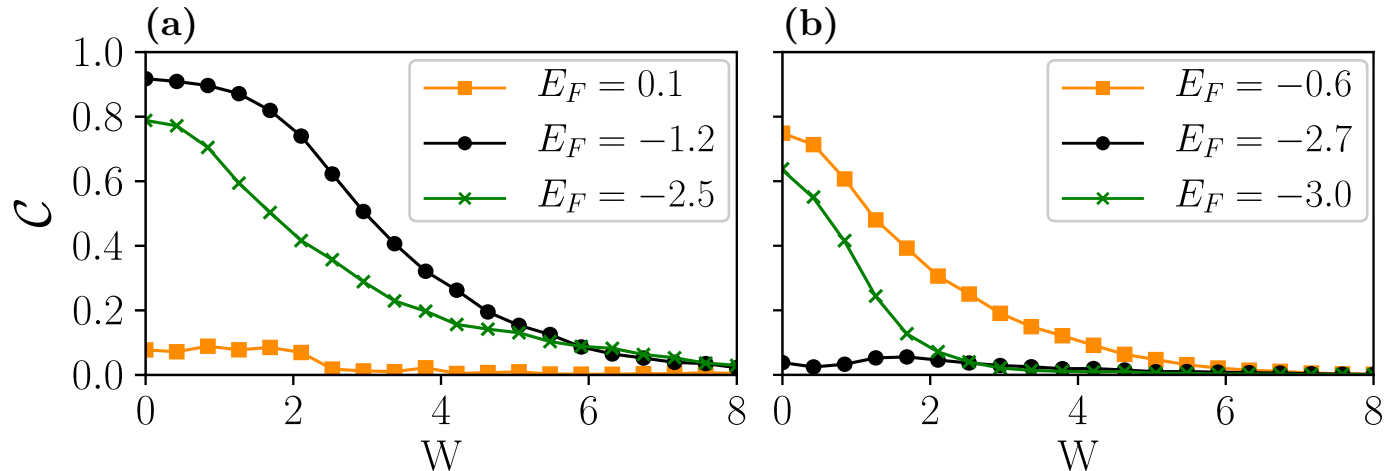 (a)
1.0
0.8
0.6
0.4
0.2
0.0
C
0 2 4 6 8
W
E_F = 0.1
E_F = −1.2
E_F = −2.5
(b)
0 2 4 6 8
W
E_F = −0.6
E_F = −2.7
E_F = −3.0